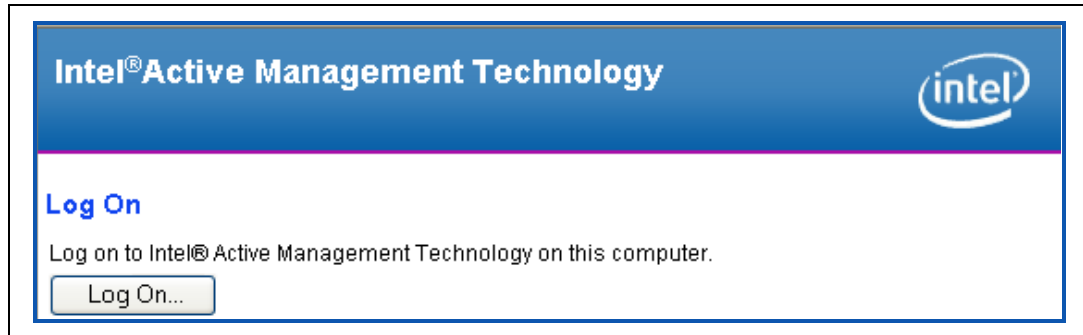 Intel®Active Management Technology
intel
Log On
Log on to Intel® Active Management Technology on this computer.
Log On...